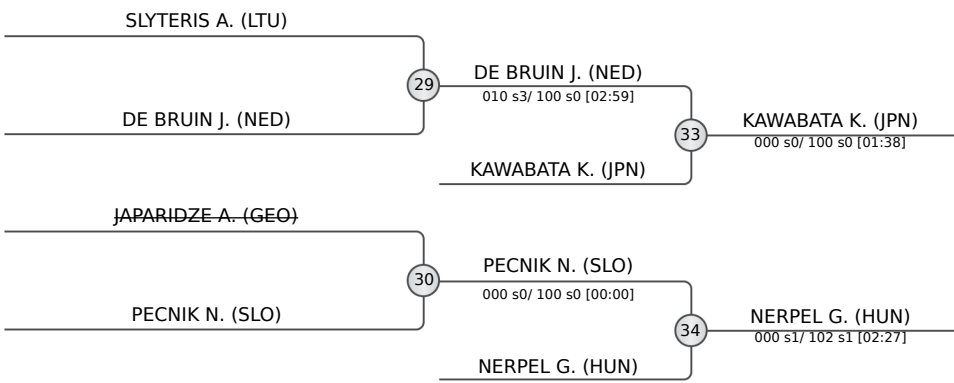 SLYTERIS A. (LTU)
29
DE BRUIN J. (NED)
010 s3/ 100 s0 [02:59]
DE BRUIN J. (NED)
33
KAWABATA K. (JPN)
000 s0/ 100 s0 [01:38]
KAWABATA K. (JPN)
JAPARIDZE A. (GEO)
30
PECNIK N. (SLO)
000 s0/ 100 s0 [00:00]
PECNIK N. (SLO)
34
NERPEL G. (HUN)
000 s1/ 102 s1 [02:27]
NERPEL G. (HUN)